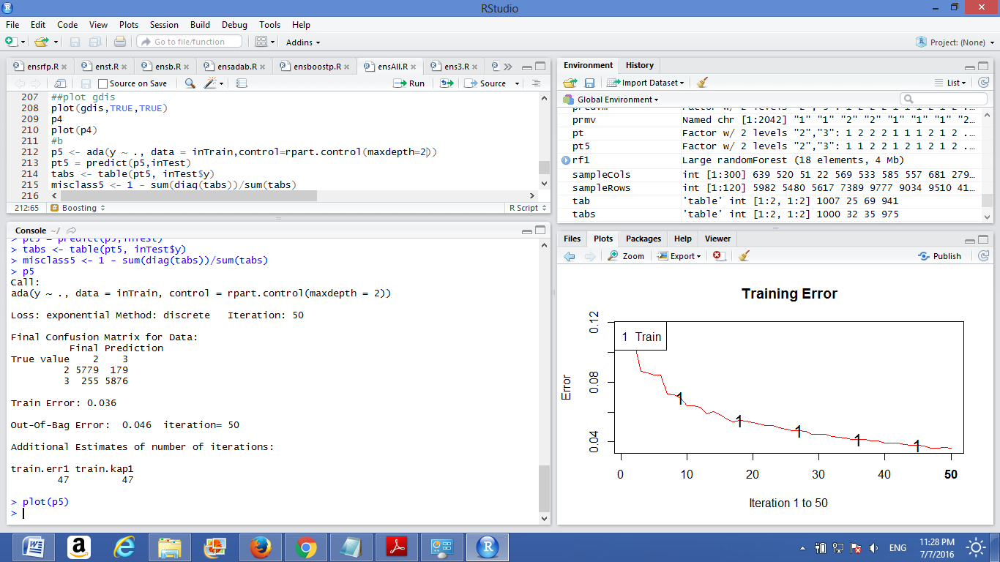 RStudio
File Edit Code View Plots Session Build Debug Tools Help
Go to file/function Addins Project: (None)
ensrfp.R enst.R ensb.R ensadab.R ensboostp.R ensAll.R ens3.R
Source on Save Run Source
207 ##plot gdis
208 plot(gdis,TRUE,TRUE)
209 p4
210 plot(p4)
211 #b
212 p5 <- ada(y ~ ., data = inTrain,control=rpart.control(maxdepth=2))
213 pt5 = predict(p5,inTest)
214 tabs <- table(pt5, inTest$y)
215 misclass5 <- 1 - sum(diag(tabs))/sum(tabs)
216
212:65 Boosting R Script
Console ~/
> pt5 = predict(p5,inTest)
> tabs <- table(pt5, inTest$y)
> misclass5 <- 1 - sum(diag(tabs))/sum(tabs)
> p5
Call:
ada(y ~ ., data = inTrain, control = rpart.control(maxdepth = 2))
Loss: exponential Method: discrete   Iteration: 50
Final Confusion Matrix for Data:
Final Prediction
True value    2    3
2 5779  179
3  255 5876
Train Error: 0.036
Out-Of-Bag Error:  0.046  iteration= 50
Additional Estimates of number of iterations:
train.err1 train.kap1
47         47
> plot(p5)
>
Environment History
Import Dataset List
Global Environment
prmv Named chr [1:2042] "1" "1" "2" "2" "1" "1" "1" "2…
pt Factor w/ 2 levels "2","3": 1 2 2 2 1 1 1 2 1 2 ..
pt5 Factor w/ 2 levels "2","3": 1 2 2 2 1 1 1 2 1 2 ..
rf1 Large randomForest (18 elements, 4 Mb)
sampleCols int [1:300] 639 520 51 22 569 533 585 557 681 279…
sampleRows int [1:120] 5982 5480 5617 7389 9777 9034 9510 41…
tab 'table' int [1:2, 1:2] 1007 25 69 941
tabs 'table' int [1:2, 1:2] 1000 32 35 975
Files Plots Packages Help Viewer
Zoom Export Publish
Training Error
0.12
1 Train
0.08
Error
1 1 1 1 1
0.04
0 10 20 30 40 50
Iteration 1 to 50
ENG 11:28 PM
7/7/2016